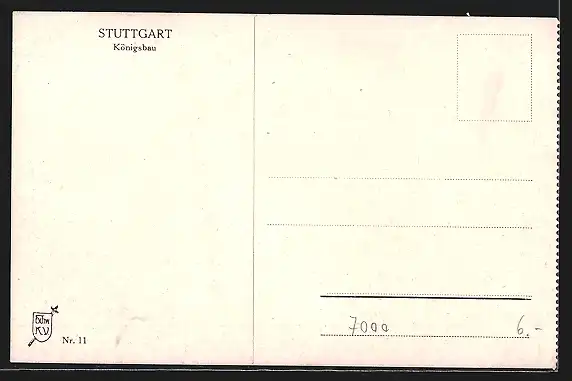 STUTTGART
Königsbau
K.V.
Nr. 11
7000 6.-